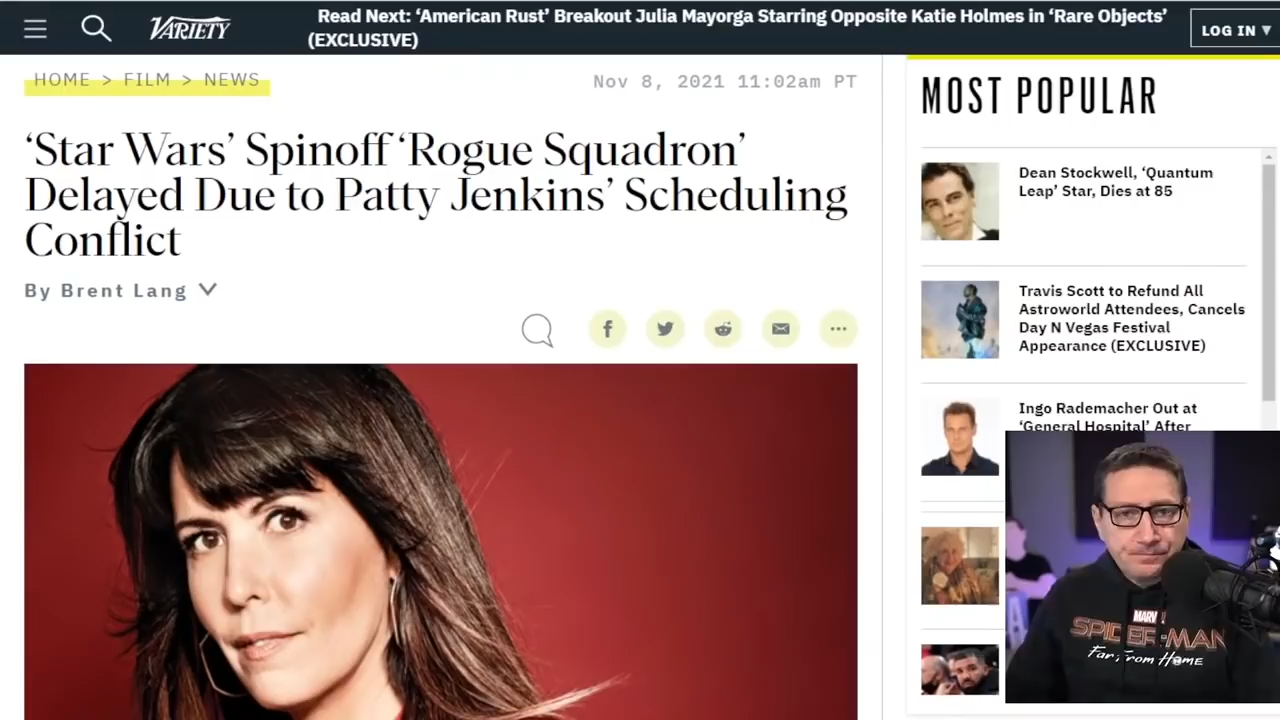 VARIETY
Read Next: ‘American Rust’ Breakout Julia Mayorga Starring Opposite Katie Holmes in ‘Rare Objects’
(EXCLUSIVE)
LOG IN ▼
HOME > FILM > NEWS
Nov 8, 2021 11:02am PT
‘Star Wars’ Spinoff ‘Rogue Squadron’
Delayed Due to Patty Jenkins’ Scheduling
Conflict
By Brent Lang
MOST POPULAR
Dean Stockwell, ‘Quantum
Leap’ Star, Dies at 85
Travis Scott to Refund All
Astroworld Attendees, Cancels
Day N Vegas Festival
Appearance (EXCLUSIVE)
Ingo Rademacher Out at
‘General Hospital’ After
MARV
SPIDER-MAN
Far From Home